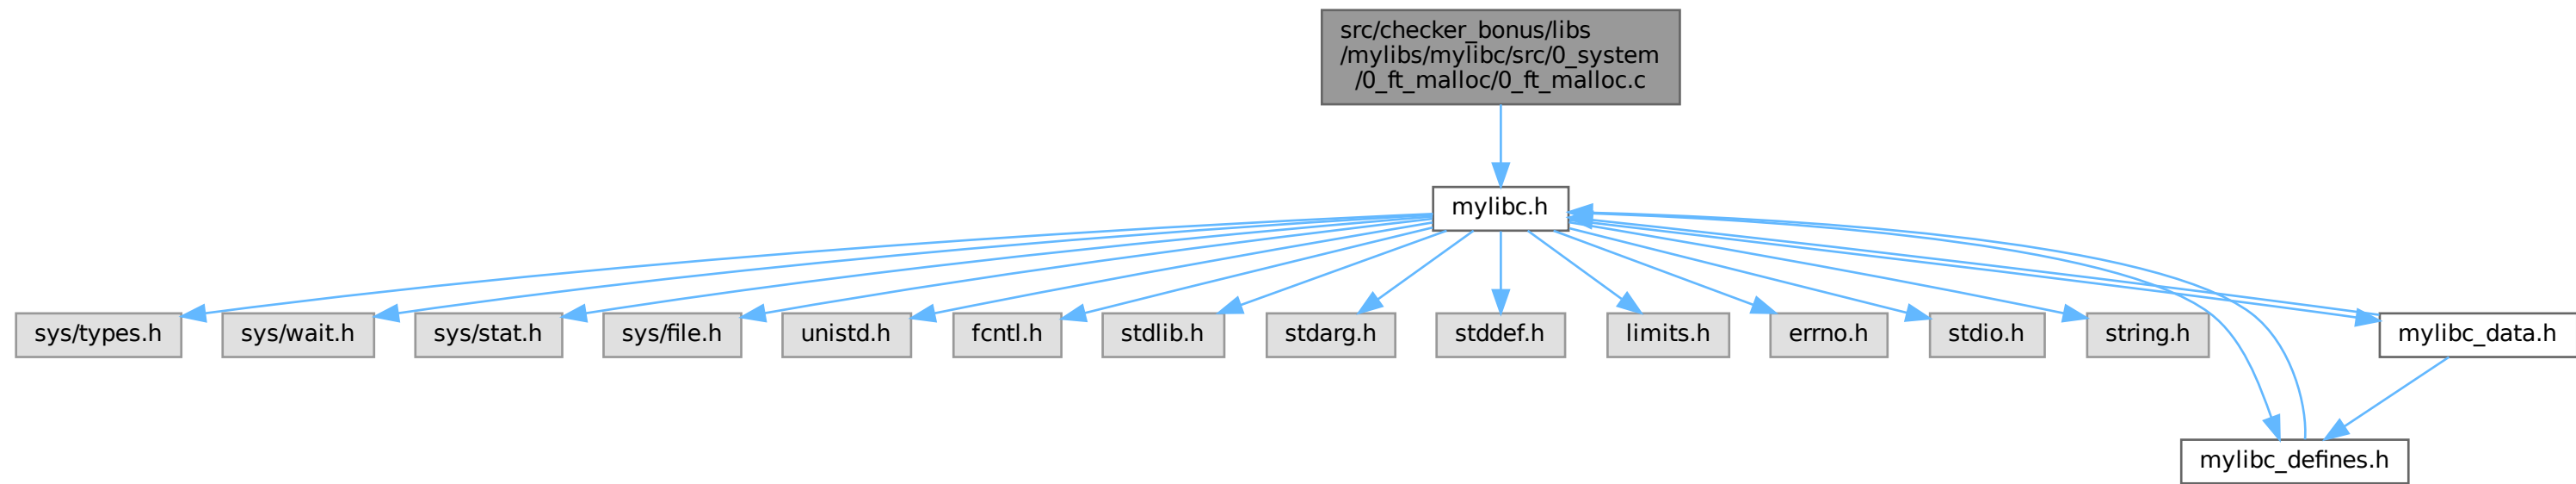 src/checker_bonus/libs
/mylibs/mylibc/src/0_system
/0_ft_malloc/0_ft_malloc.c
mylibc.h
sys/types.h
sys/wait.h
sys/stat.h
sys/file.h
unistd.h
fcntl.h
stdlib.h
stdarg.h
stddef.h
limits.h
errno.h
stdio.h
string.h
mylibc_data.h
mylibc_defines.h